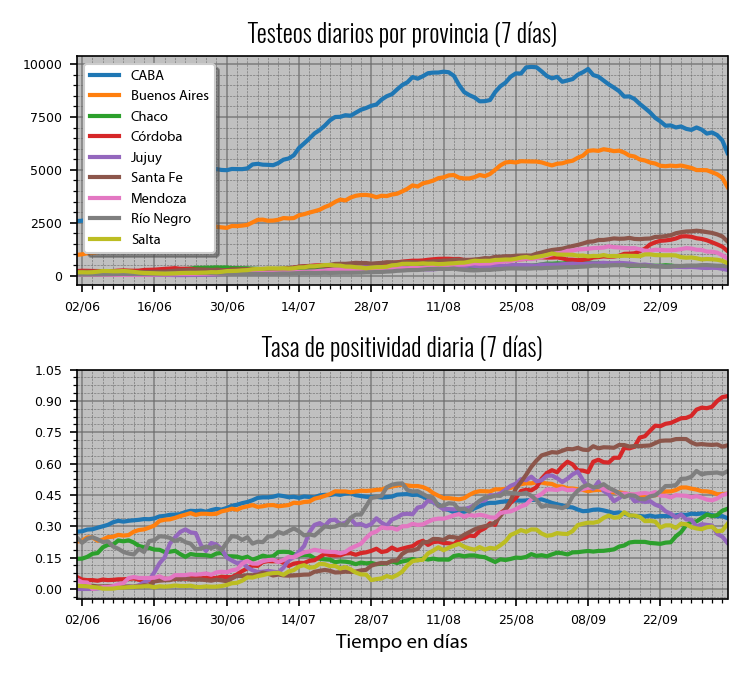 Testeos diarios por provincia (7 días)
10000
7500
5000
2500
0
CABA
Buenos Aires
Chaco
Córdoba
Jujuy
Santa Fe
Mendoza
Río Negro
Salta
02/06 16/06 30/06 14/07 28/07 11/08 25/08 08/09 22/09
Tasa de positividad diaria (7 días)
1.05
0.90
0.75
0.60
0.45
0.30
0.15
0.00
02/06 16/06 30/06 14/07 28/07 11/08 25/08 08/09 22/09
Tiempo en días